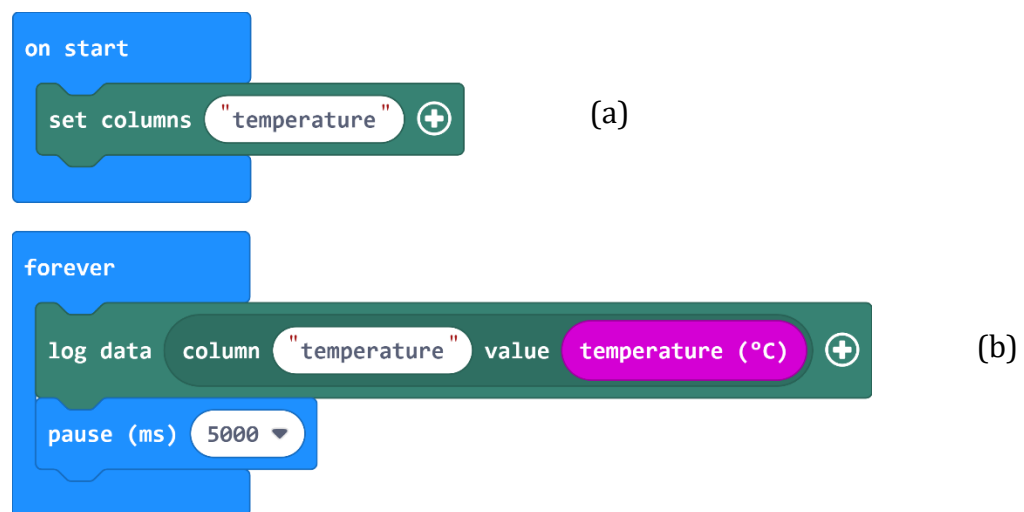 on start
set columns "temperature" (a)
forever
log data column "temperature" value temperature (°C) (b)
pause (ms) 5000